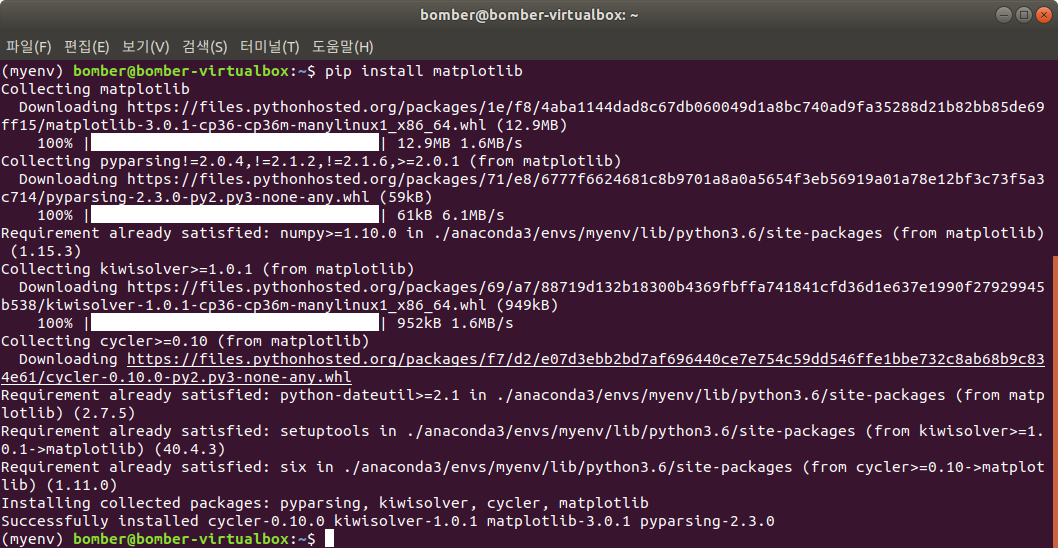 bomber@bomber-virtualbox: ~
파일(F) 편집(E) 보기(V) 검색(S) 터미널(T) 도움말(H)
(myenv) bomber@bomber-virtualbox:~$ pip install matplotlib
Collecting matplotlib
  Downloading https://files.pythonhosted.org/packages/1e/f8/4aba1144dad8c67db060049d1a8bc740ad9fa35288d21b82bb85de69
ff15/matplotlib-3.0.1-cp36-cp36m-manylinux1_x86_64.whl (12.9MB)
    100% |████████████████████████████████| 12.9MB 1.6MB/s
Collecting pyparsing!=2.0.4,!=2.1.2,!=2.1.6,>=2.0.1 (from matplotlib)
  Downloading https://files.pythonhosted.org/packages/71/e8/6777f6624681c8b9701a8a0a5654f3eb56919a01a78e12bf3c73f5a3
c714/pyparsing-2.3.0-py2.py3-none-any.whl (59kB)
    100% |████████████████████████████████| 61kB 6.1MB/s
Requirement already satisfied: numpy>=1.10.0 in ./anaconda3/envs/myenv/lib/python3.6/site-packages (from matplotlib)
 (1.15.3)
Collecting kiwisolver>=1.0.1 (from matplotlib)
  Downloading https://files.pythonhosted.org/packages/69/a7/88719d132b18300b4369fbffa741841cfd36d1e637e1990f27929945
b538/kiwisolver-1.0.1-cp36-cp36m-manylinux1_x86_64.whl (949kB)
    100% |████████████████████████████████| 952kB 1.6MB/s
Collecting cycler>=0.10 (from matplotlib)
  Downloading https://files.pythonhosted.org/packages/f7/d2/e07d3ebb2bd7af696440ce7e754c59dd546ffe1bbe732c8ab68b9c83
4e61/cycler-0.10.0-py2.py3-none-any.whl
Requirement already satisfied: python-dateutil>=2.1 in ./anaconda3/envs/myenv/lib/python3.6/site-packages (from matp
lotlib) (2.7.5)
Requirement already satisfied: setuptools in ./anaconda3/envs/myenv/lib/python3.6/site-packages (from kiwisolver>=1.
0.1->matplotlib) (40.4.3)
Requirement already satisfied: six in ./anaconda3/envs/myenv/lib/python3.6/site-packages (from cycler>=0.10->matplot
lib) (1.11.0)
Installing collected packages: pyparsing, kiwisolver, cycler, matplotlib
Successfully installed cycler-0.10.0 kiwisolver-1.0.1 matplotlib-3.0.1 pyparsing-2.3.0
(myenv) bomber@bomber-virtualbox:~$